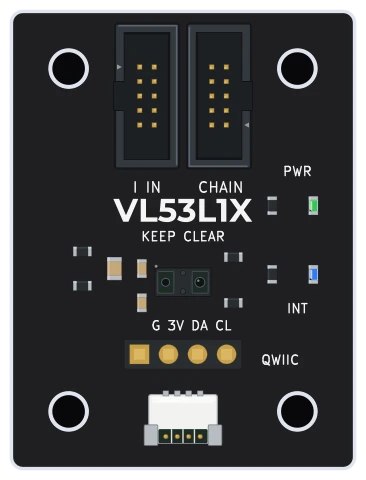 PWR
I IN CHAIN
VL53L1X
KEEP CLEAR
INT
G 3V DA CL
QWIIC